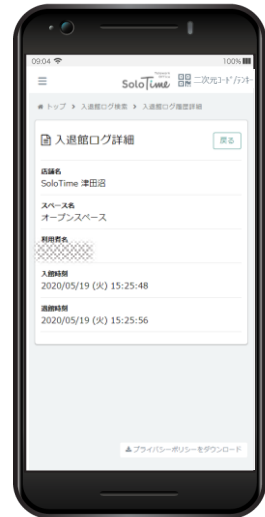 09:04 100%
SoloTime 二次元ｺｰﾄﾞ/ﾃﾝｷｰ
トップ > 入退館ログ検索 > 入退館ログ履歴詳細
入退館ログ詳細 戻る
店舗名
SoloTime 津田沼
スペース名
オープンスペース
利用者名
入館時刻
2020/05/19 (火) 15:25:48
退館時刻
2020/05/19 (火) 15:25:56
プライバシーポリシーをダウンロード